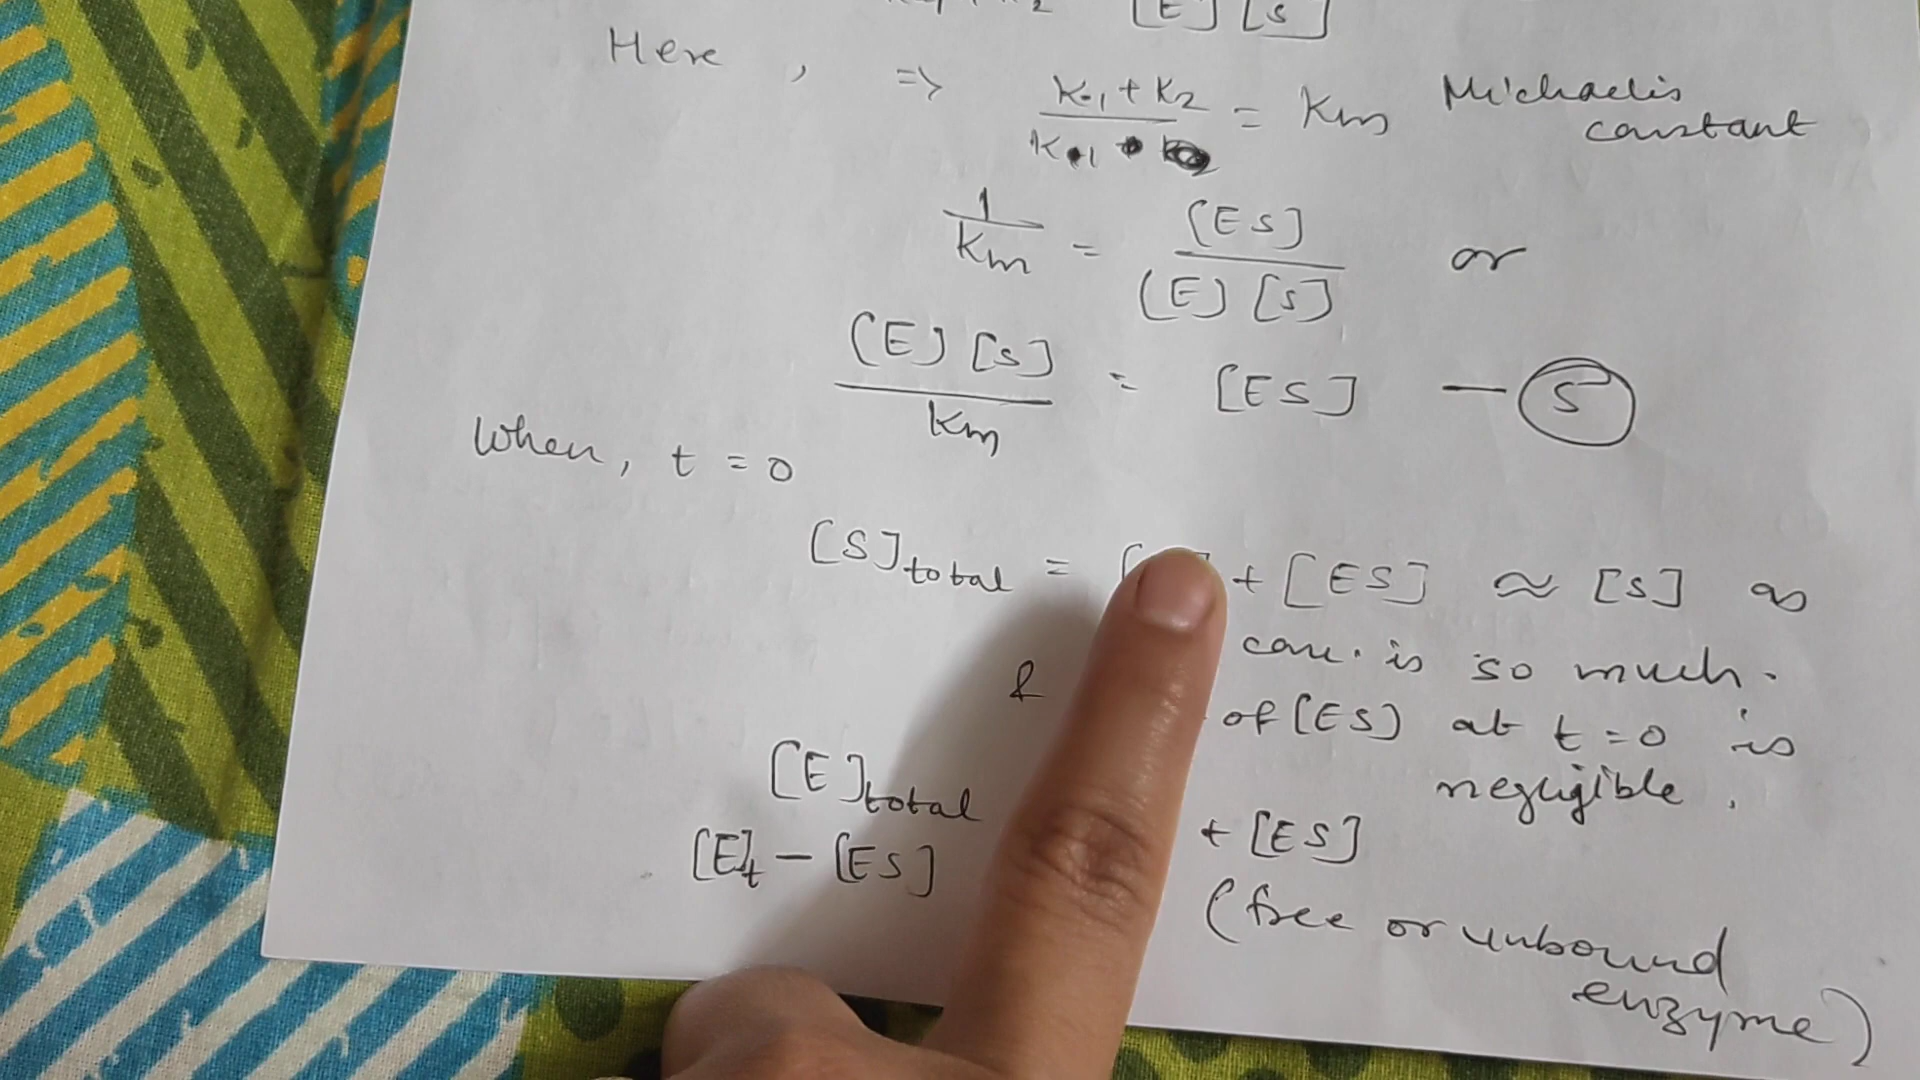 [E] [S]
Here , => K-1 + K2 / K1 = Km Michaelis constant
1 / Km = [ES] / [E] [S] or
[E] [S] / Km = [ES] — 5
When, t = 0
[S]total = + [ES] ≈ [S] as
conc. is so much.
& of [ES] at t = 0 is
negligible.
[E]total + [ES]
[E]t - [ES]
(free or unbound
enzyme)